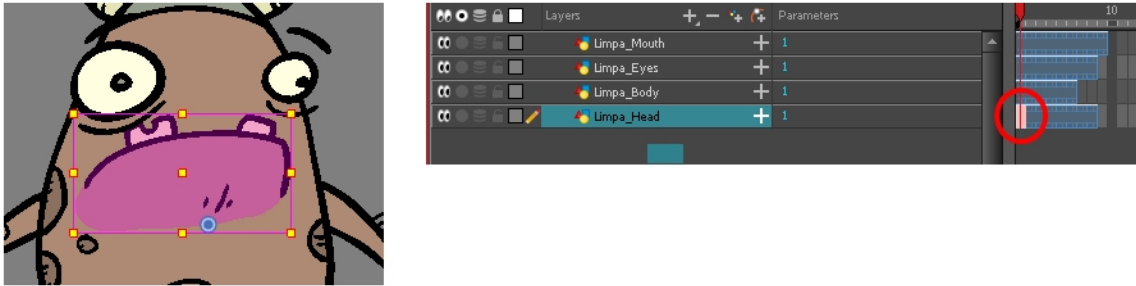 Layers Parameters 10
Limpa_Mouth 1
Limpa_Eyes 1
Limpa_Body 1
Limpa_Head 1